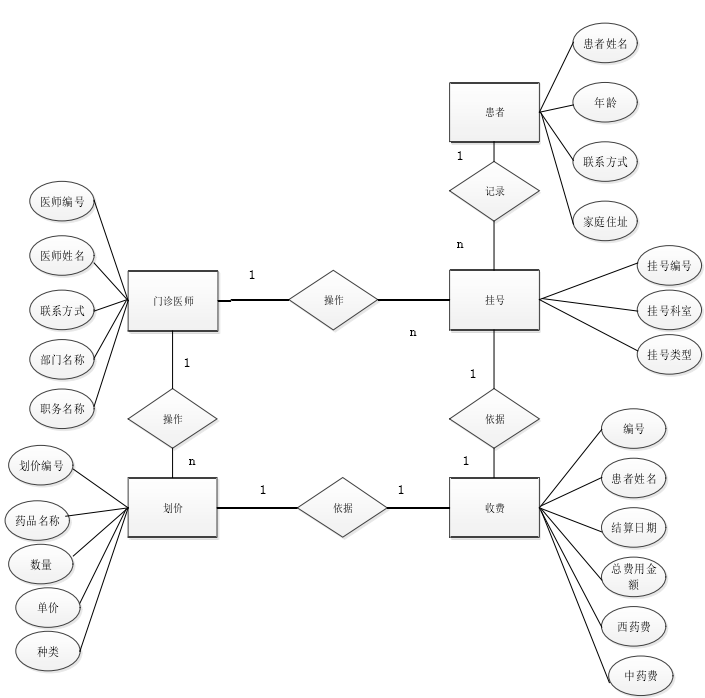 患者姓名
患者
年龄
1
联系方式
记录
医师编号
家庭住址
n
医师姓名
挂号编号
1
门诊医师
操作
挂号
联系方式
挂号科室
n
部门名称
1
1
挂号类型
职务名称
操作
依据
编号
划价编号
n
1
患者姓名
1
1
药品名称
划价
依据
收费
结算日期
数量
总费用金
额
单价
西药费
种类
中药费